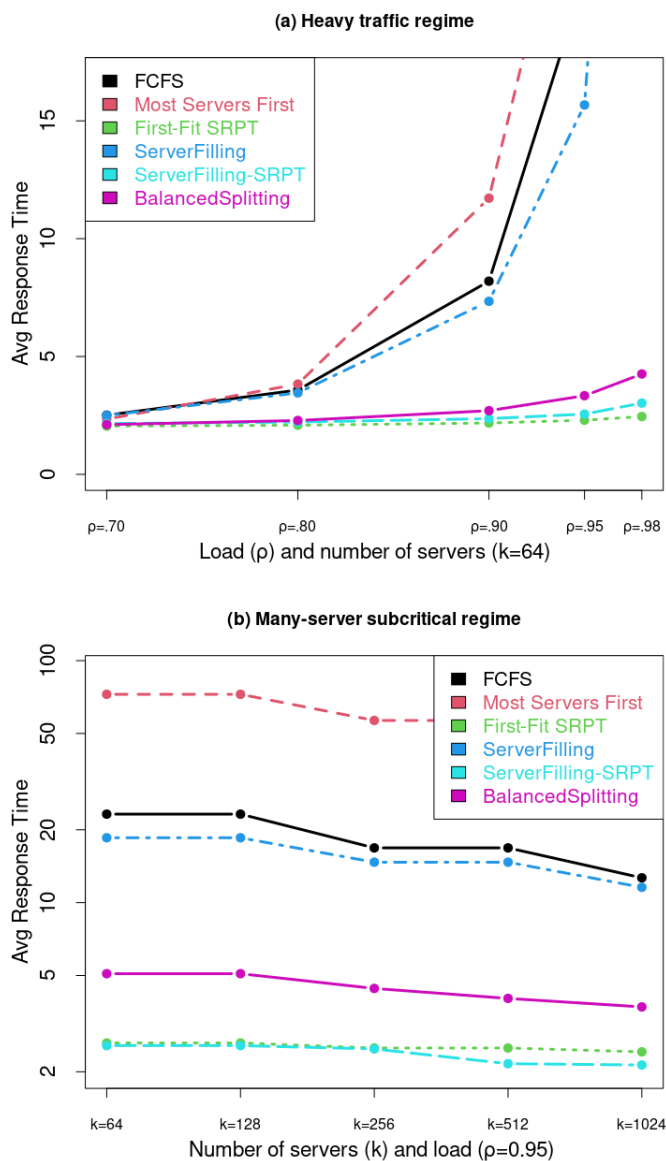 (a) Heavy traffic regime
FCFS
Most Servers First
First-Fit SRPT
ServerFilling
ServerFilling-SRPT
BalancedSplitting
Avg Response Time
15
10
5
0
ρ=.70 ρ=.80 ρ=.90 ρ=.95 ρ=.98
Load (ρ) and number of servers (k=64)
(b) Many-server subcritical regime
FCFS
Most Servers First
First-Fit SRPT
ServerFilling
ServerFilling-SRPT
BalancedSplitting
Avg Response Time
100
50
20
10
5
2
k=64 k=128 k=256 k=512 k=1024
Number of servers (k) and load (ρ=0.95)